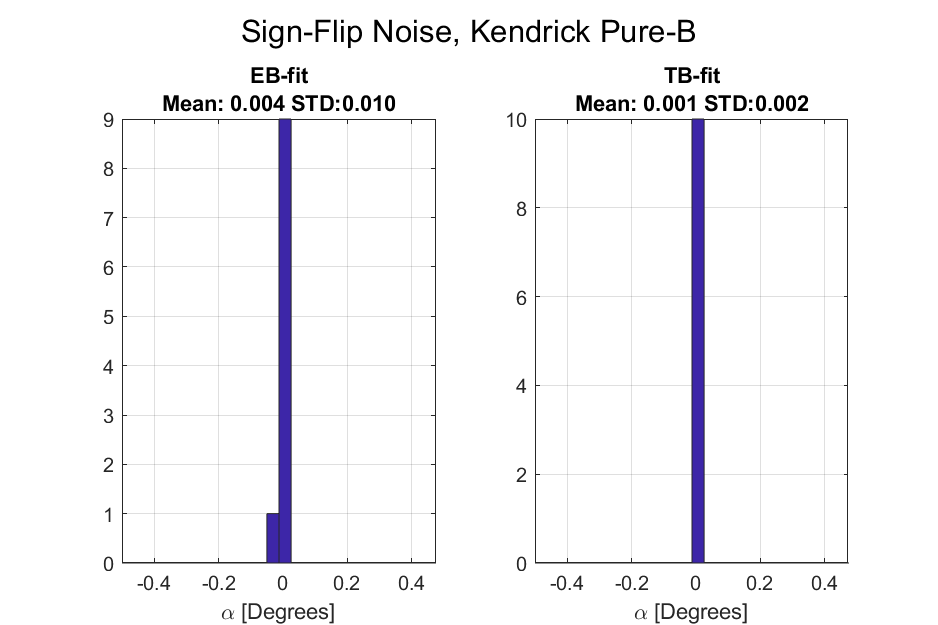 Sign-Flip Noise, Kendrick Pure-B
EB-fit
Mean: 0.004 STD:0.010
9
8
7
6
5
4
3
2
1
0
-0.4 -0.2 0 0.2 0.4
α [Degrees]
TB-fit
Mean: 0.001 STD:0.002
10
8
6
4
2
0
-0.4 -0.2 0 0.2 0.4
α [Degrees]